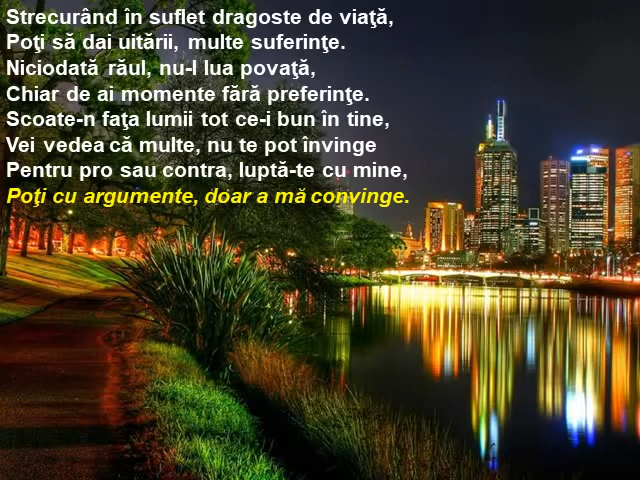 Strecurând în suflet dragoste de viaţă,
Poţi să dai uitării, multe suferinţe.
Niciodată răul, nu-l lua povaţă,
Chiar de ai momente fără preferinţe.
Scoate-n faţa lumii tot ce-i bun în tine,
Vei vedea că multe, nu te pot învinge
Pentru pro sau contra, luptă-te cu mine,
Poţi cu argumente, doar a mă convinge.